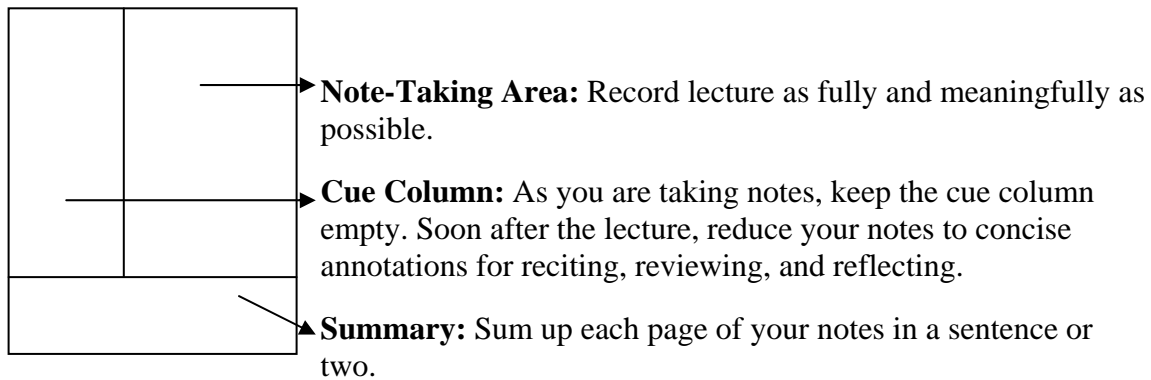 Note-Taking Area: Record lecture as fully and meaningfully as
possible.
Cue Column: As you are taking notes, keep the cue column
empty. Soon after the lecture, reduce your notes to concise
annotations for reciting, reviewing, and reflecting.
Summary: Sum up each page of your notes in a sentence or
two.